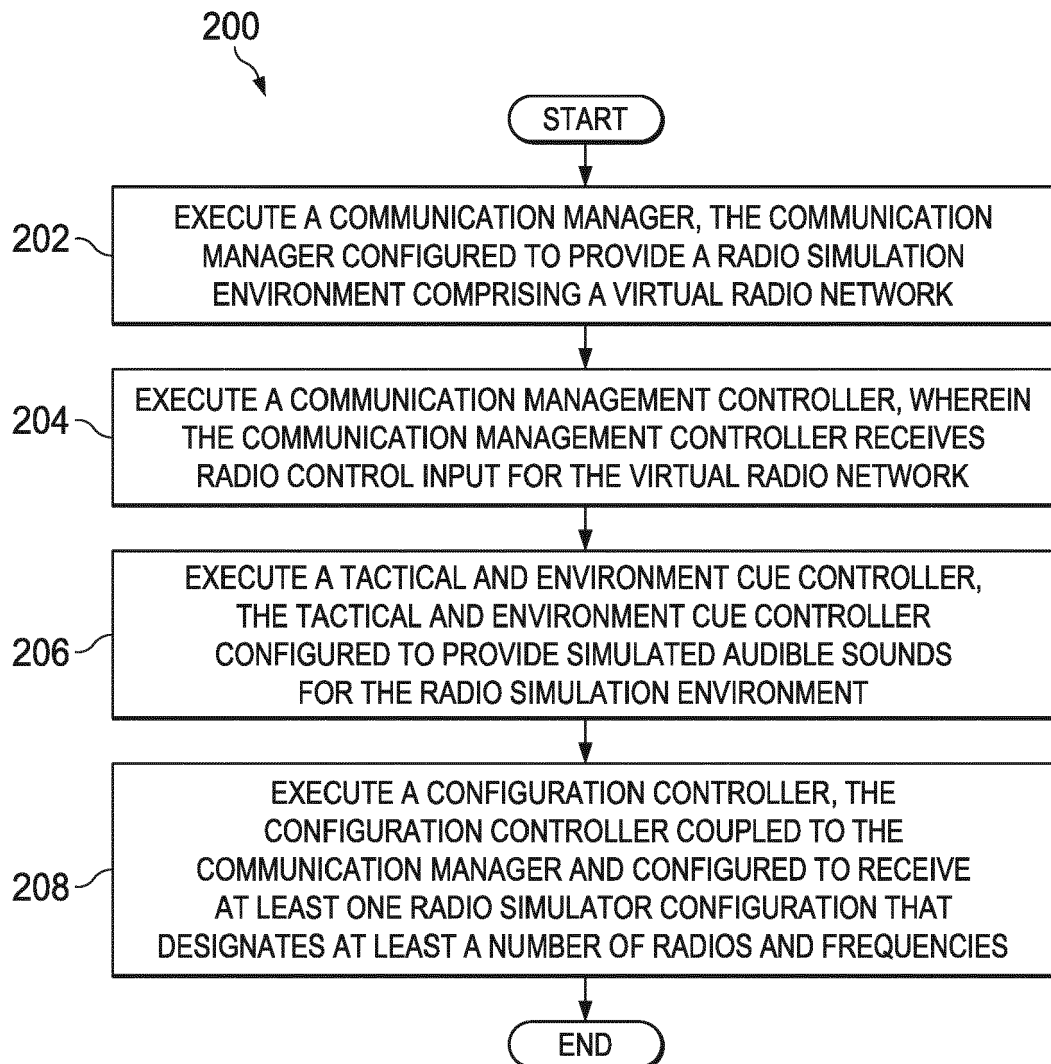 200
START
202
EXECUTE A COMMUNICATION MANAGER, THE COMMUNICATION
MANAGER CONFIGURED TO PROVIDE A RADIO SIMULATION
ENVIRONMENT COMPRISING A VIRTUAL RADIO NETWORK
204
EXECUTE A COMMUNICATION MANAGEMENT CONTROLLER, WHEREIN
THE COMMUNICATION MANAGEMENT CONTROLLER RECEIVES
RADIO CONTROL INPUT FOR THE VIRTUAL RADIO NETWORK
206
EXECUTE A TACTICAL AND ENVIRONMENT CUE CONTROLLER,
THE TACTICAL AND ENVIRONMENT CUE CONTROLLER
CONFIGURED TO PROVIDE SIMULATED AUDIBLE SOUNDS
FOR THE RADIO SIMULATION ENVIRONMENT
208
EXECUTE A CONFIGURATION CONTROLLER, THE
CONFIGURATION CONTROLLER COUPLED TO THE
COMMUNICATION MANAGER AND CONFIGURED TO RECEIVE
AT LEAST ONE RADIO SIMULATOR CONFIGURATION THAT
DESIGNATES AT LEAST A NUMBER OF RADIOS AND FREQUENCIES
END